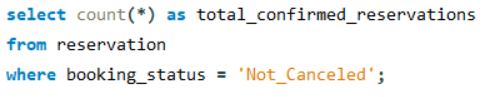 select count(*) as total_confirmed_reservations
from reservation
where booking_status = 'Not_Canceled';